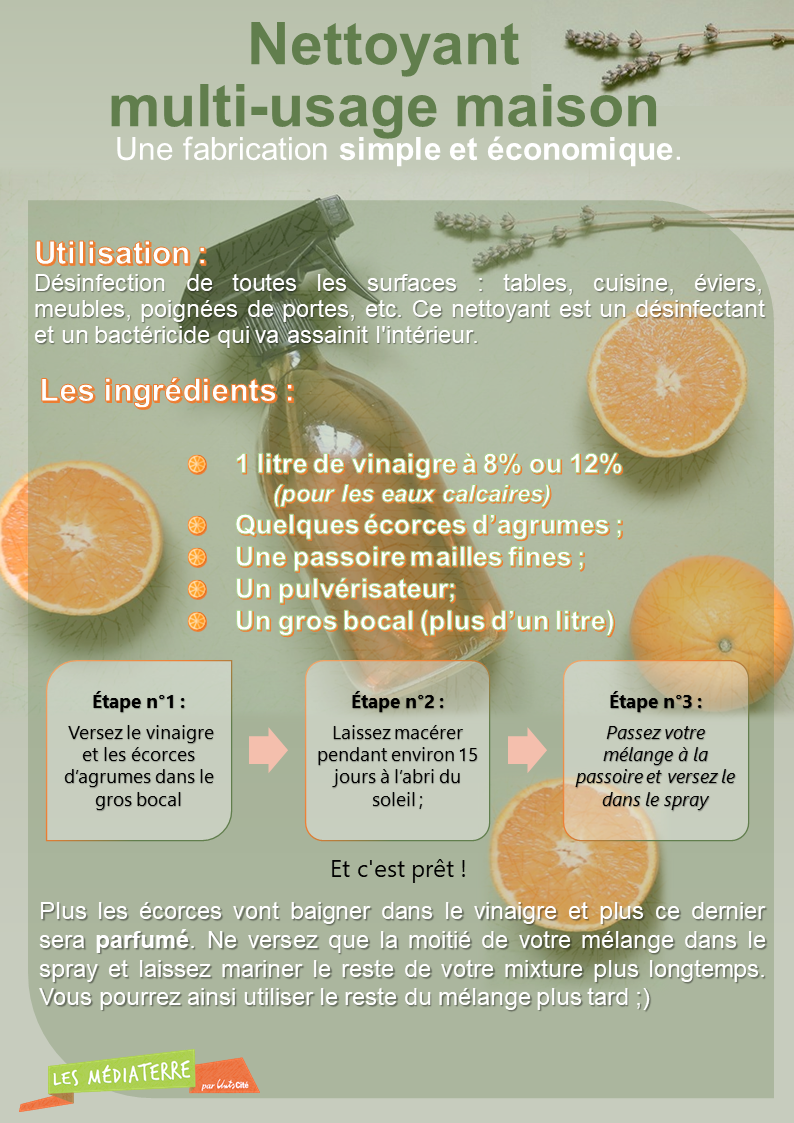 Nettoyant
multi-usage maison
Une fabrication simple et économique.
Utilisation :
Désinfection de toutes les surfaces : tables, cuisine, éviers,
meubles, poignées de portes, etc. Ce nettoyant est un désinfectant
et un bactéricide qui va assainit l'intérieur.
Les ingrédients :
1 litre de vinaigre à 8% ou 12%
(pour les eaux calcaires)
Quelques écorces d'agrumes ;
Une passoire mailles fines ;
Un pulvérisateur;
Un gros bocal (plus d'un litre)
Étape n°1 :
Versez le vinaigre
et les écorces
d'agrumes dans le
gros bocal
Étape n°2 :
Laissez macérer
pendant environ 15
jours à l'abri du
soleil ;
Étape n°3 :
Passez votre
mélange à la
passoire et versez le
dans le spray
Et c'est prêt !
Plus les écorces vont baigner dans le vinaigre et plus ce dernier
sera parfumé. Ne versez que la moitié de votre mélange dans le
spray et laissez mariner le reste de votre mixture plus longtemps.
Vous pourrez ainsi utiliser le reste du mélange plus tard ;)
LES MÉDIATERRE
par Unis Cité